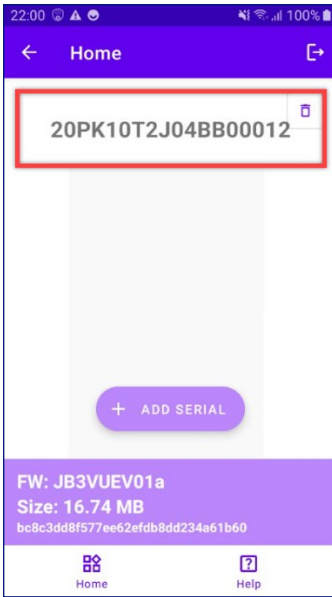 22:00 100%
Home
20PK10T2J04BB00012
+ ADD SERIAL
FW: JB3VUEV01a
Size: 16.74 MB
bc8c3dd8f577ee62efdb8dd234a61b60
Home Help